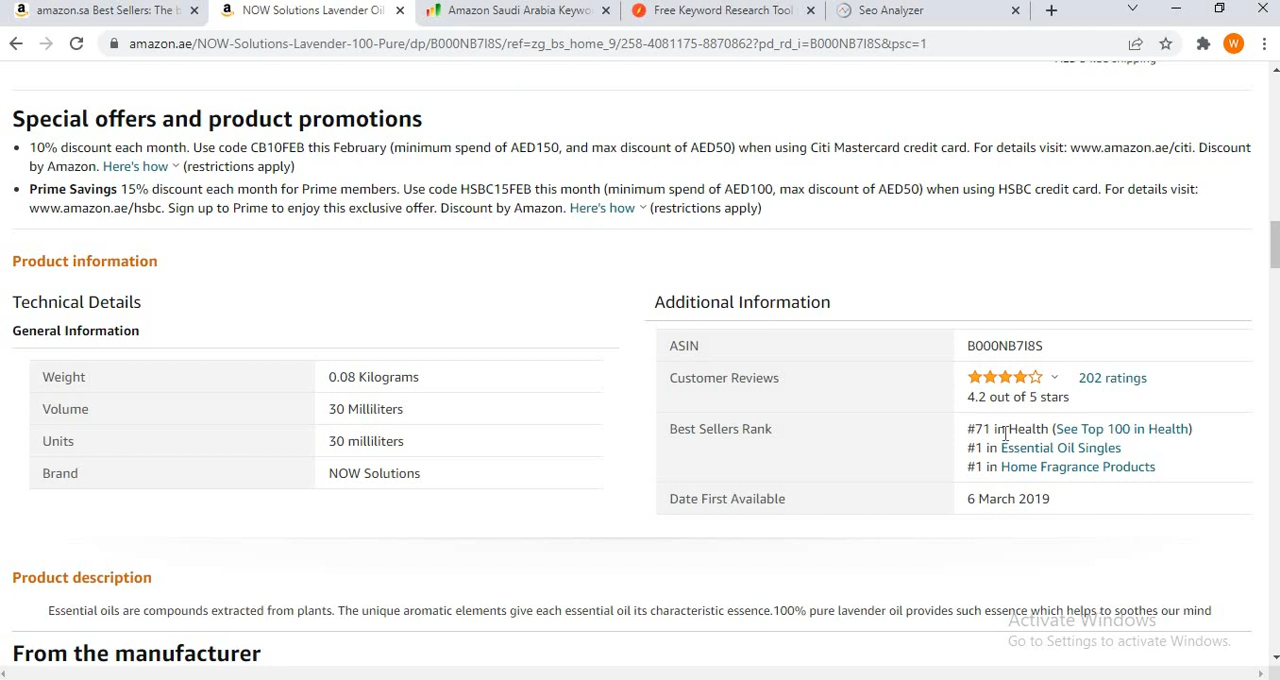 amazon.sa Best Sellers: The b
NOW Solutions Lavender Oil
Amazon Saudi Arabia Keywo
Free Keyword Research Tool
Seo Analyzer
amazon.ae/NOW-Solutions-Lavender-100-Pure/dp/B000NB7I8S/ref=zg_bs_home_9/258-4081175-8870862?pd_rd_i=B000NB7I8S&psc=1
W
Special offers and product promotions
• 10% discount each month. Use code CB10FEB this February (minimum spend of AED150, and max discount of AED50) when using Citi Mastercard credit card. For details visit: www.amazon.ae/citi. Discount
by Amazon. Here's how (restrictions apply)
• Prime Savings 15% discount each month for Prime members. Use code HSBC15FEB this month (minimum spend of AED100, max discount of AED50) when using HSBC credit card. For details visit:
www.amazon.ae/hsbc. Sign up to Prime to enjoy this exclusive offer. Discount by Amazon. Here's how (restrictions apply)
Product information
Technical Details
General Information
Weight 0.08 Kilograms
Volume 30 Milliliters
Units 30 milliliters
Brand NOW Solutions
Additional Information
ASIN B000NB7I8S
Customer Reviews 202 ratings
4.2 out of 5 stars
Best Sellers Rank #71 in Health (See Top 100 in Health)
#1 in Essential Oil Singles
#1 in Home Fragrance Products
Date First Available 6 March 2019
Product description
Essential oils are compounds extracted from plants. The unique aromatic elements give each essential oil its characteristic essence.100% pure lavender oil provides such essence which helps to soothes our mind
Activate Windows
Go to Settings to activate Windows.
From the manufacturer